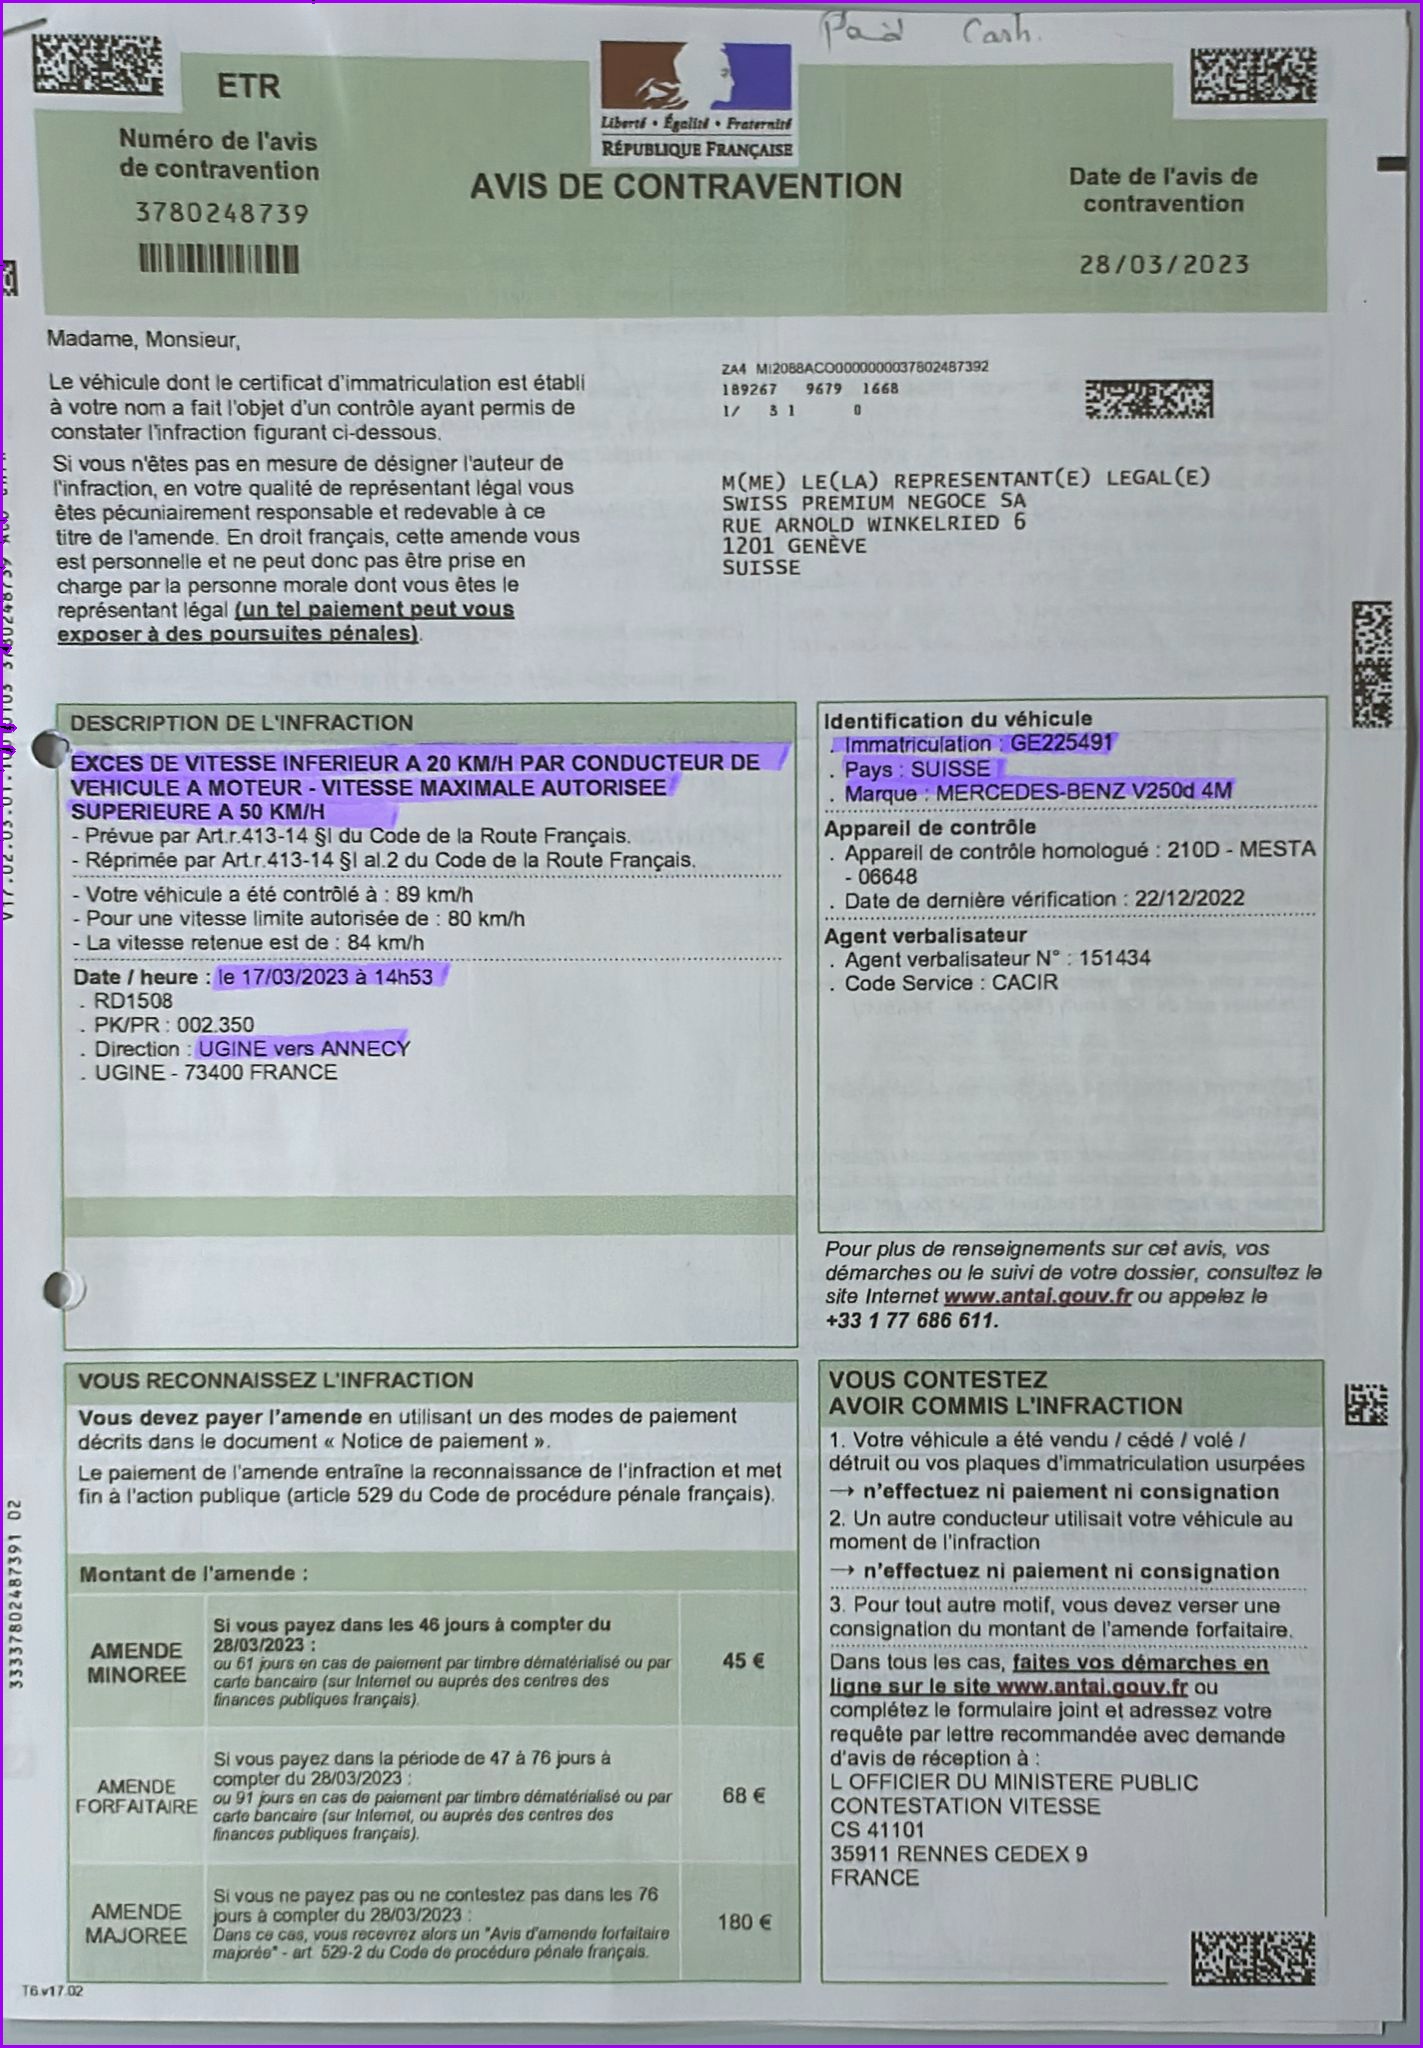 Paid Cash.
ETR
Liberté • Égalité • Fraternité
RÉPUBLIQUE FRANÇAISE
Numéro de l'avis
de contravention
3780248739
AVIS DE CONTRAVENTION
Date de l'avis de
contravention
28/03/2023
Madame, Monsieur,
Le véhicule dont le certificat d'immatriculation est établi
à votre nom a fait l'objet d'un contrôle ayant permis de
constater l'infraction figurant ci-dessous.
Si vous n'êtes pas en mesure de désigner l'auteur de
l'infraction, en votre qualité de représentant légal vous
êtes pécuniairement responsable et redevable à ce
titre de l'amende. En droit français, cette amende vous
est personnelle et ne peut donc pas être prise en
charge par la personne morale dont vous êtes le
représentant légal (un tel paiement peut vous
exposer à des poursuites pénales).
ZA4 MI20B8ACO0000000037802487392
189267 9679 1668
1/ 3 1 0
M(ME) LE(LA) REPRESENTANT(E) LEGAL(E)
SWISS PREMIUM NEGOCE SA
RUE ARNOLD WINKELRIED 6
1201 GENÈVE
SUISSE
DESCRIPTION DE L'INFRACTION
EXCES DE VITESSE INFERIEUR A 20 KM/H PAR CONDUCTEUR DE
VEHICULE A MOTEUR - VITESSE MAXIMALE AUTORISEE
SUPERIEURE A 50 KM/H
- Prévue par Art.r.413-14 §I du Code de la Route Français.
- Réprimée par Art.r.413-14 §I al.2 du Code de la Route Français.
- Votre véhicule a été contrôlé à : 89 km/h
- Pour une vitesse limite autorisée de : 80 km/h
- La vitesse retenue est de : 84 km/h
Date / heure : le 17/03/2023 à 14h53
. RD1508
. PK/PR : 002.350
. Direction : UGINE vers ANNECY
. UGINE - 73400 FRANCE
Identification du véhicule
. Immatriculation : GE225491
. Pays : SUISSE
. Marque : MERCEDES-BENZ V250d 4M
Appareil de contrôle
. Appareil de contrôle homologué : 210D - MESTA
- 06648
. Date de dernière vérification : 22/12/2022
Agent verbalisateur
. Agent verbalisateur N° : 151434
. Code Service : CACIR
Pour plus de renseignements sur cet avis, vos
démarches ou le suivi de votre dossier, consultez le
site Internet www.antai.gouv.fr ou appelez le
+33 1 77 686 611.
VOUS RECONNAISSEZ L'INFRACTION
Vous devez payer l'amende en utilisant un des modes de paiement
décrits dans le document « Notice de paiement ».
Le paiement de l'amende entraîne la reconnaissance de l'infraction et met
fin à l'action publique (article 529 du Code de procédure pénale français).
Montant de l'amende :
AMENDE
MINOREE
Si vous payez dans les 46 jours à compter du
28/03/2023 :
ou 61 jours en cas de paiement par timbre dématérialisé ou par
carte bancaire (sur Internet ou auprès des centres des
finances publiques français).
45 €
AMENDE
FORFAITAIRE
Si vous payez dans la période de 47 à 76 jours à
compter du 28/03/2023 :
ou 91 jours en cas de paiement par timbre dématérialisé ou par
carte bancaire (sur Internet, ou auprès des centres des
finances publiques français).
68 €
AMENDE
MAJOREE
Si vous ne payez pas ou ne contestez pas dans les 76
jours à compter du 28/03/2023 :
Dans ce cas, vous recevrez alors un "Avis d'amende forfaitaire
majorée" - art. 529-2 du Code de procédure pénale français.
180 €
VOUS CONTESTEZ
AVOIR COMMIS L'INFRACTION
1. Votre véhicule a été vendu / cédé / volé /
détruit ou vos plaques d'immatriculation usurpées
→ n'effectuez ni paiement ni consignation
2. Un autre conducteur utilisait votre véhicule au
moment de l'infraction
→ n'effectuez ni paiement ni consignation
3. Pour tout autre motif, vous devez verser une
consignation du montant de l'amende forfaitaire.
Dans tous les cas, faites vos démarches en
ligne sur le site www.antai.gouv.fr ou
complétez le formulaire joint et adressez votre
requête par lettre recommandée avec demande
d'avis de réception à :
L OFFICIER DU MINISTERE PUBLIC
CONTESTATION VITESSE
CS 41101
35911 RENNES CEDEX 9
FRANCE
3333780248739​1 02
T6.v17.02